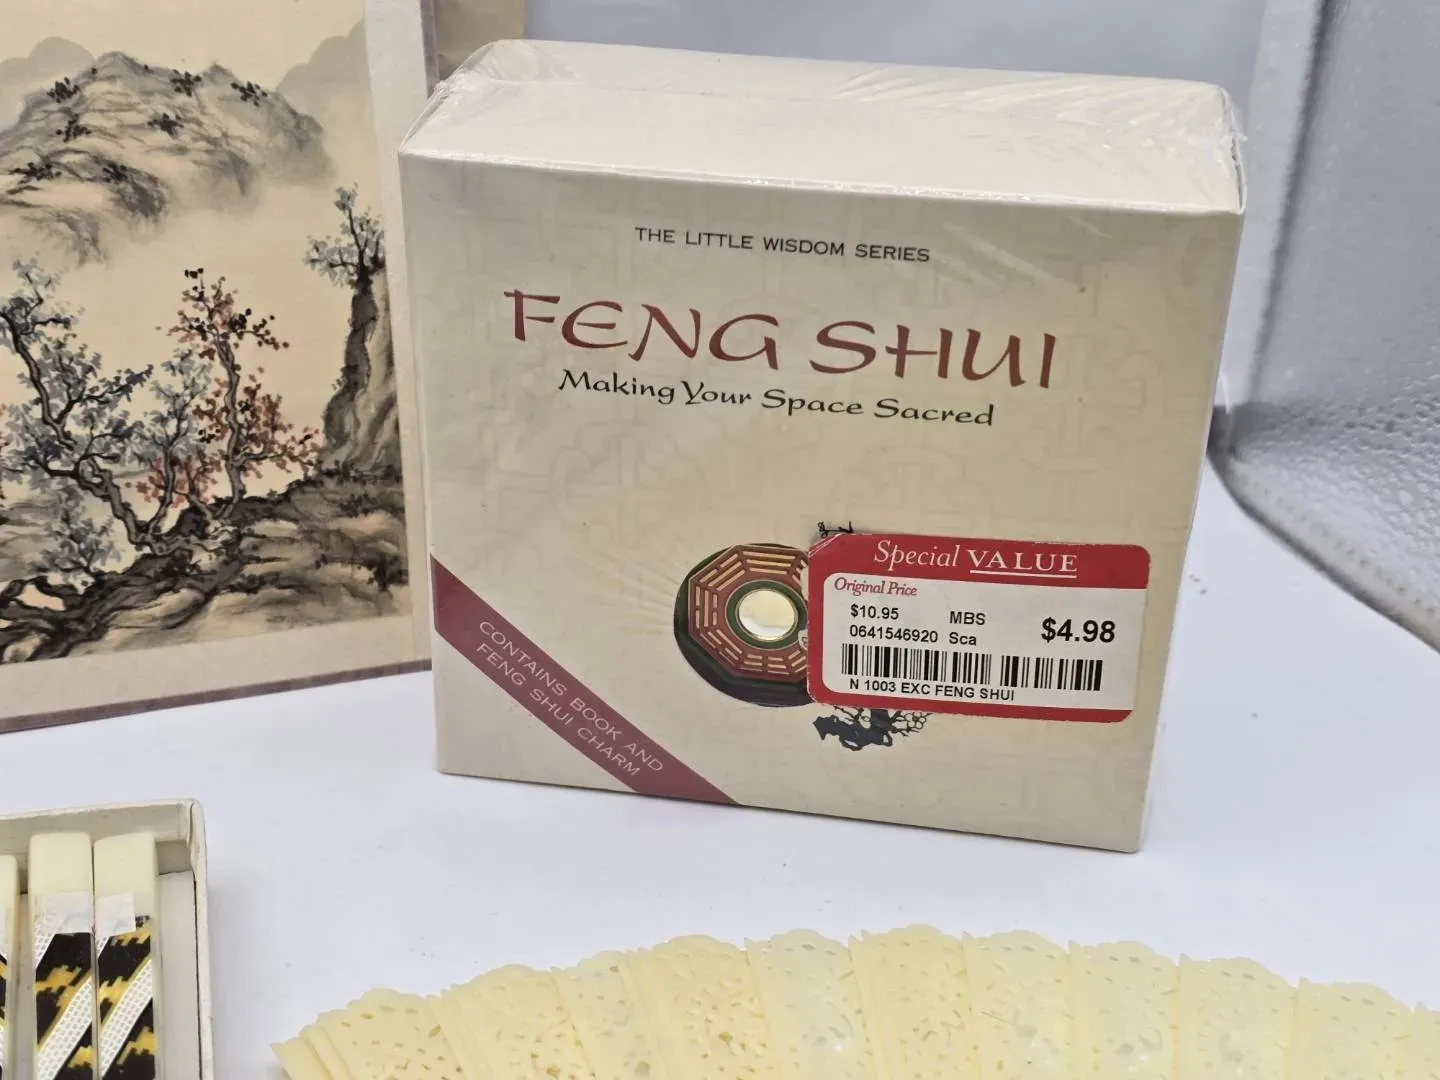 THE LITTLE WISDOM SERIES
FENG SHUI
Making Your Space Sacred
CONTAINS BOOK AND
FENG SHUI CHARM
Special VALUE
Original Price
$10.95 MBS $4.98
0641546920 Sca
N 1003 EXC FENG SHUI